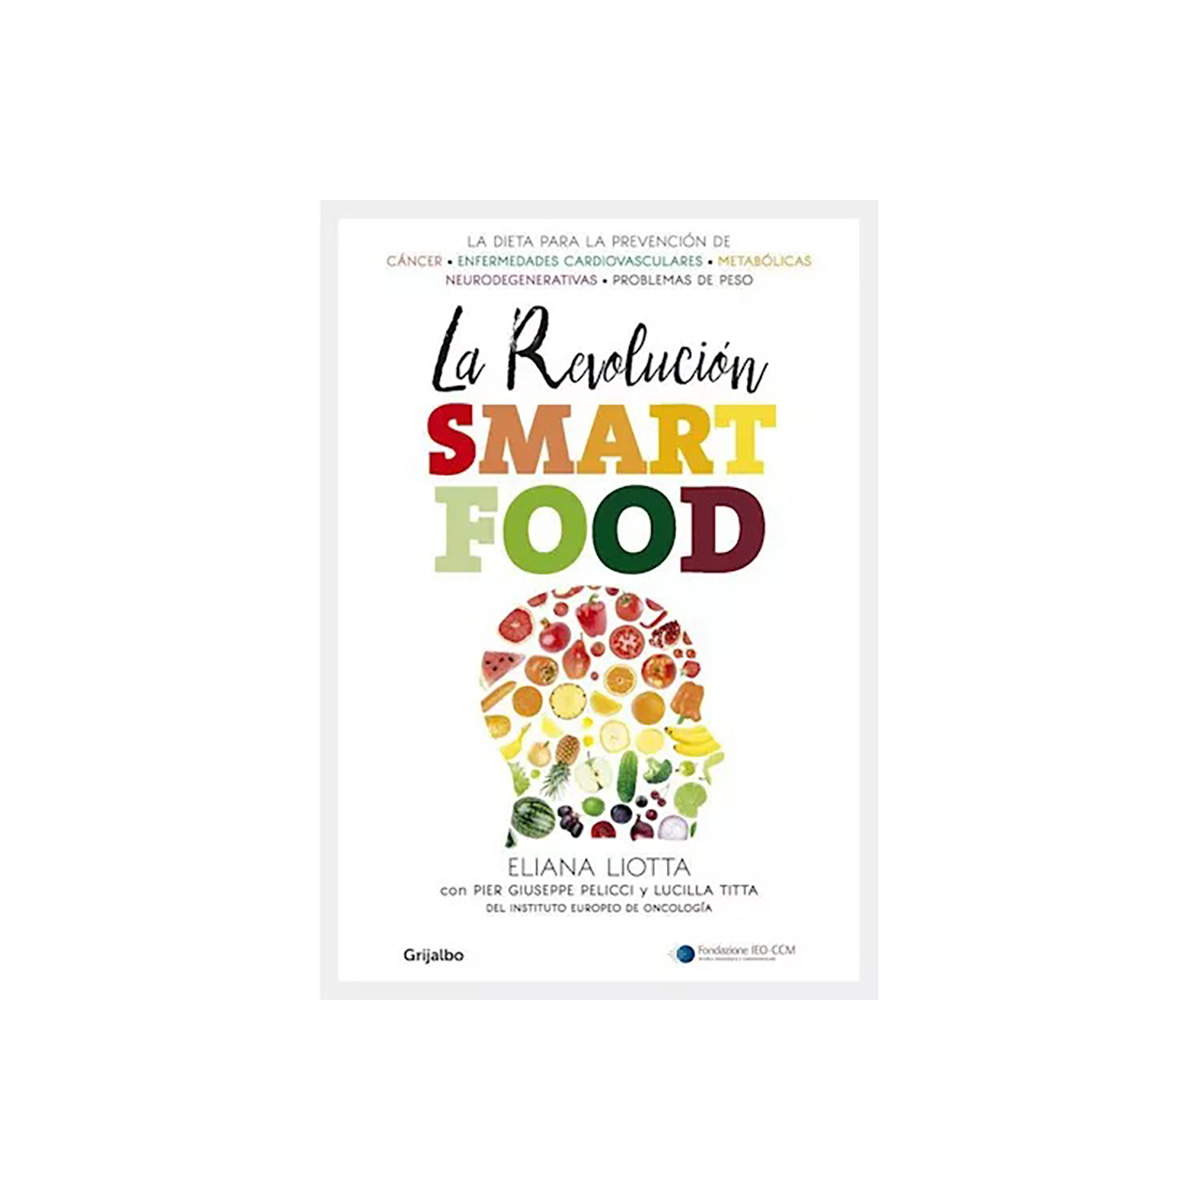 LA DIETA PARA LA PREVENCIÓN DE
CÁNCER • ENFERMEDADES CARDIOVASCULARES • METABÓLICAS
NEURODEGENERATIVAS • PROBLEMAS DE PESO
La Revolución
SMART
FOOD
ELIANA LIOTTA
con PIER GIUSEPPE PELICCI y LUCILLA TITTA
DEL INSTITUTO EUROPEO DE ONCOLOGÍA
Grijalbo
Fondazione IEO-CCM